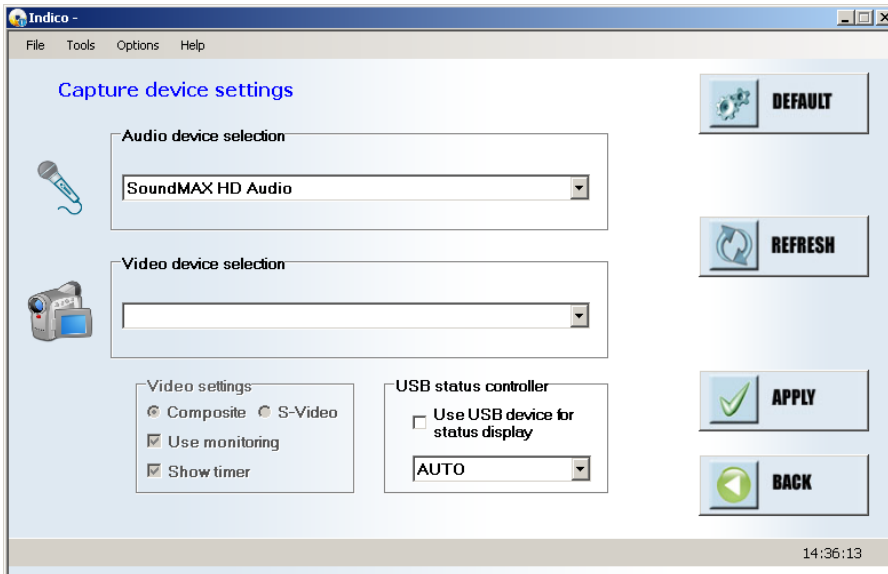 Indico -
File Tools Options Help
Capture device settings
Audio device selection
SoundMAX HD Audio
Video device selection
Video settings
Composite S-Video
Use monitoring
Show timer
USB status controller
Use USB device for
status display
AUTO
DEFAULT
REFRESH
APPLY
BACK
14:36:13